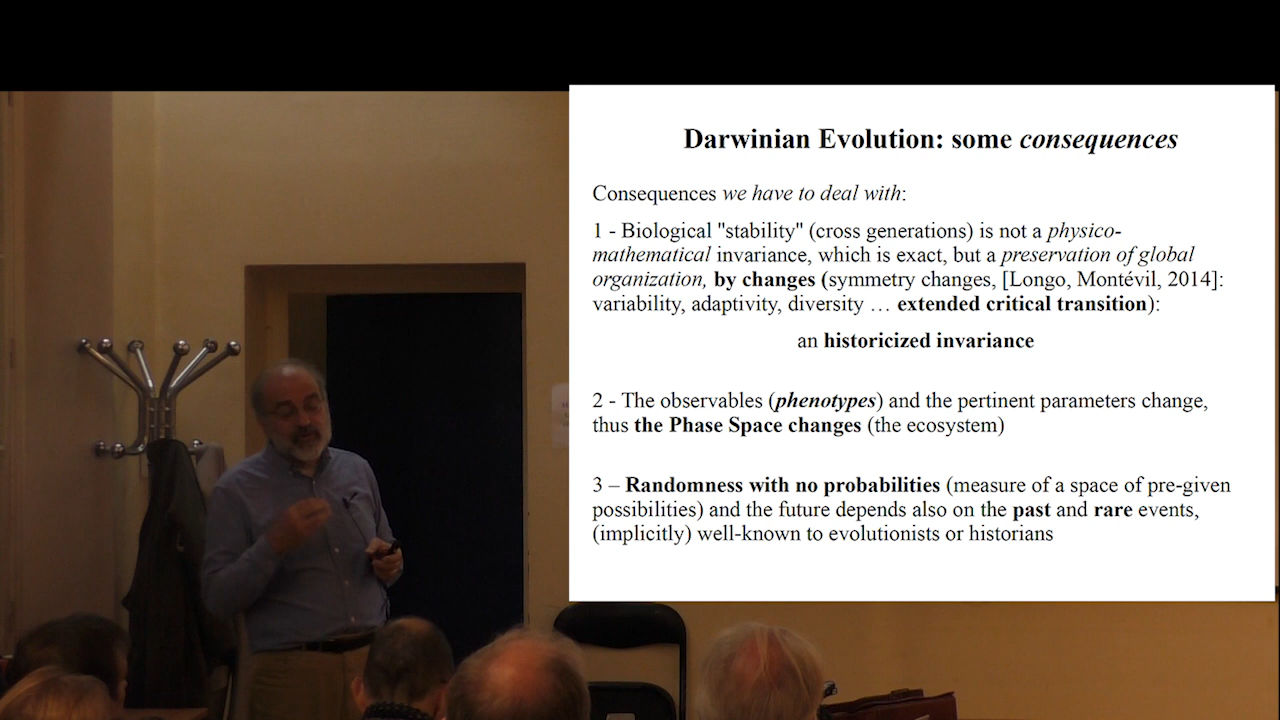 Darwinian Evolution: some consequences
Consequences we have to deal with:
1 - Biological "stability" (cross generations) is not a physico-
mathematical invariance, which is exact, but a preservation of global
organization, by changes (symmetry changes, [Longo, Montévil, 2014]:
variability, adaptivity, diversity … extended critical transition):
an historicized invariance
2 - The observables (phenotypes) and the pertinent parameters change,
thus the Phase Space changes (the ecosystem)
3 – Randomness with no probabilities (measure of a space of pre-given
possibilities) and the future depends also on the past and rare events,
(implicitly) well-known to evolutionists or historians